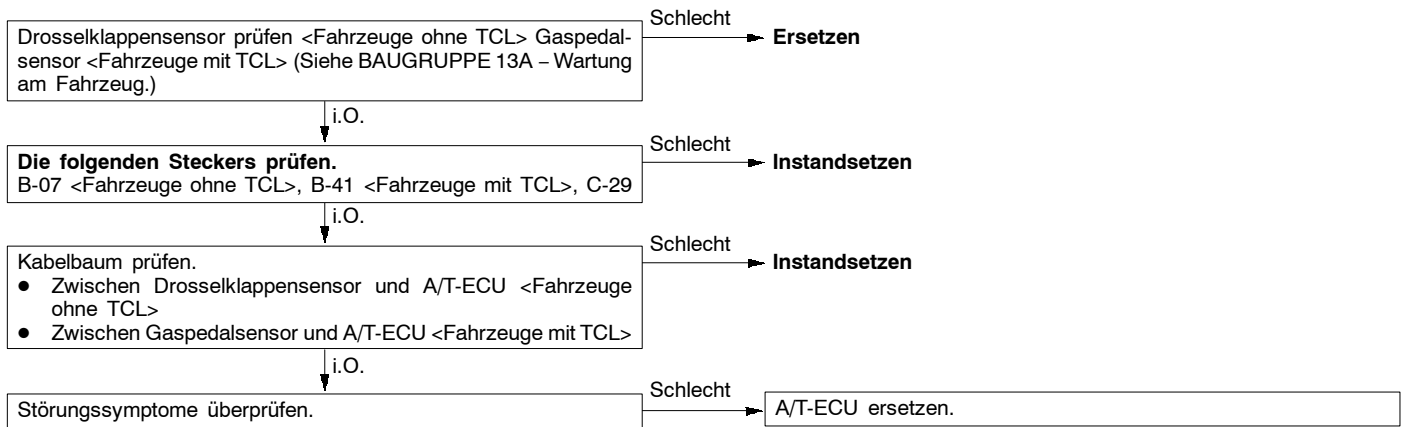 Schlecht
Drosselklappensensor prüfen <Fahrzeuge ohne TCL> Gaspedal-
sensor <Fahrzeuge mit TCL> (Siehe BAUGRUPPE 13A – Wartung
am Fahrzeug.)
Ersetzen
i.O.
Schlecht
Die folgenden Steckers prüfen.
B-07 <Fahrzeuge ohne TCL>, B-41 <Fahrzeuge mit TCL>, C-29
Instandsetzen
i.O.
Schlecht
Kabelbaum prüfen.
● Zwischen Drosselklappensensor und A/T-ECU <Fahrzeuge
ohne TCL>
● Zwischen Gaspedalsensor und A/T-ECU <Fahrzeuge mit TCL>
Instandsetzen
i.O.
Schlecht
Störungssymptome überprüfen.
A/T-ECU ersetzen.